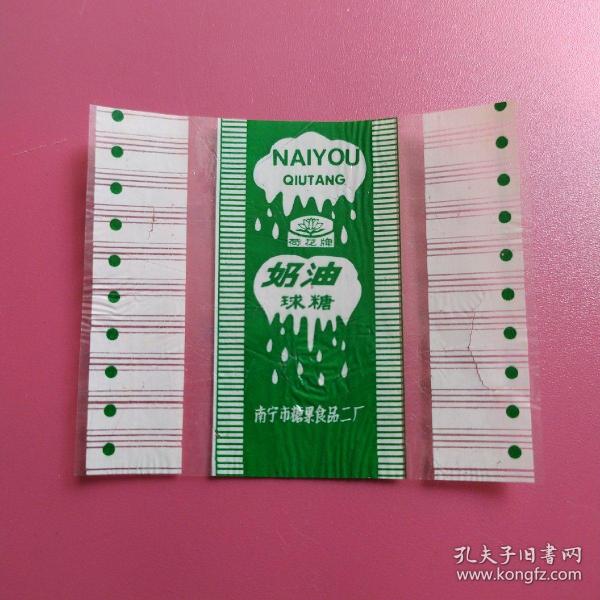 NAIYOU
QIUTANG
荷花牌
奶油
球糖
南宁市糖果食品二厂
孔夫子旧書网
www.kongfz.com